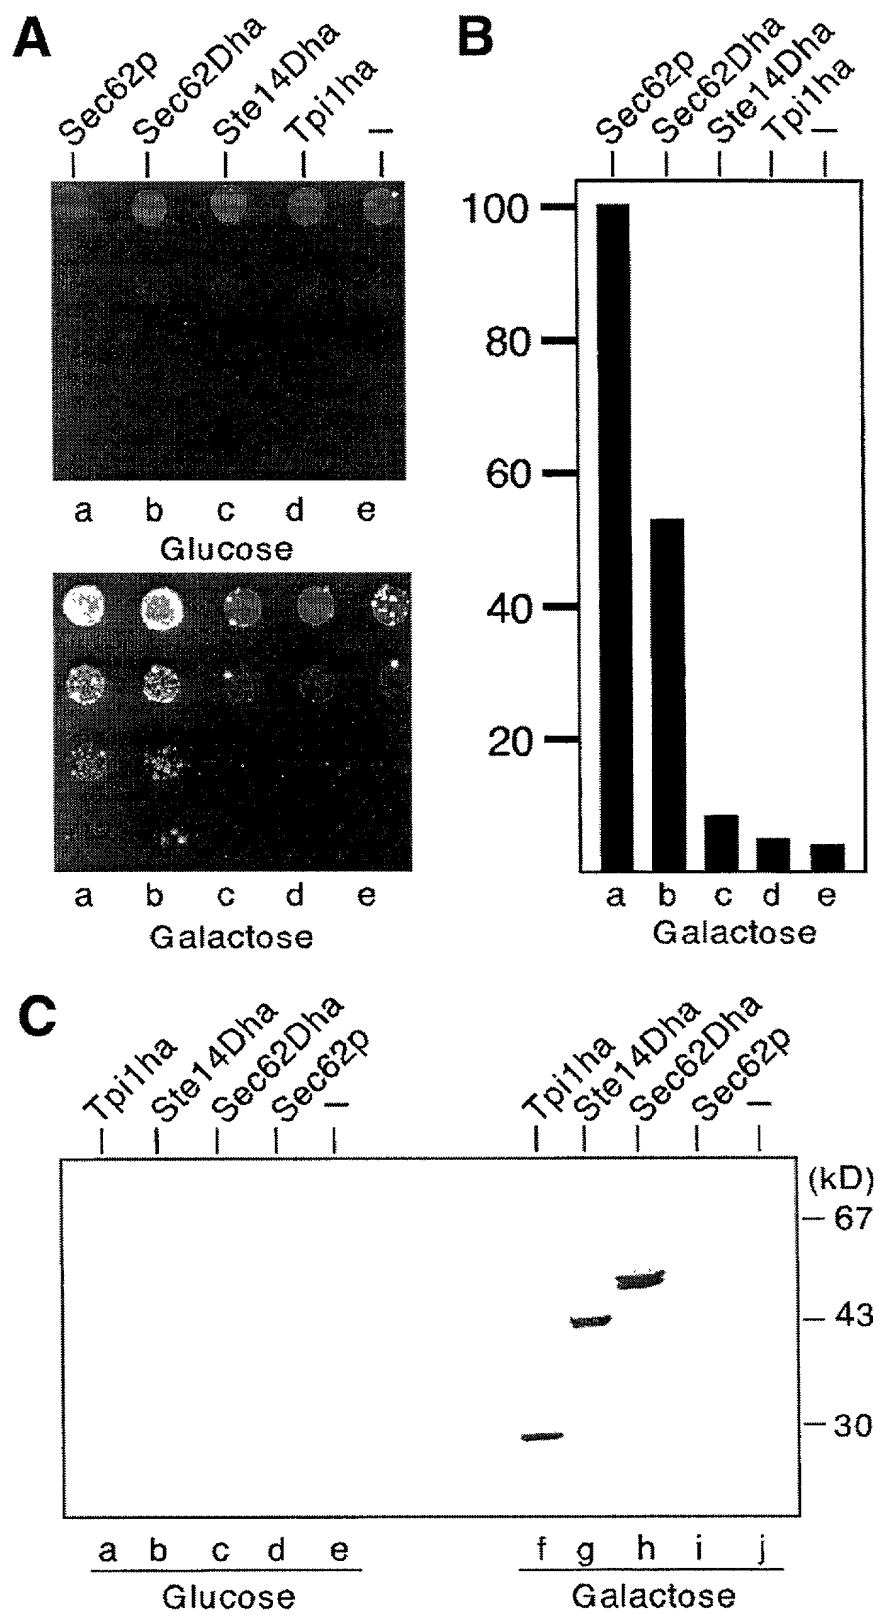 A
Sec62p
Sec62Dha
Ste14Dha
Tpi1ha
–
a b c d e
Glucose
a b c d e
Galactose
B
Sec62p
Sec62Dha
Ste14Dha
Tpi1ha
–
100
80
60
40
20
a b c d e
Galactose
C
Tpi1ha
Ste14Dha
Sec62Dha
Sec62p
–
Tpi1ha
Ste14Dha
Sec62Dha
Sec62p
–
(kD)
67
43
30
a b c d e
Glucose
f g h i j
Galactose